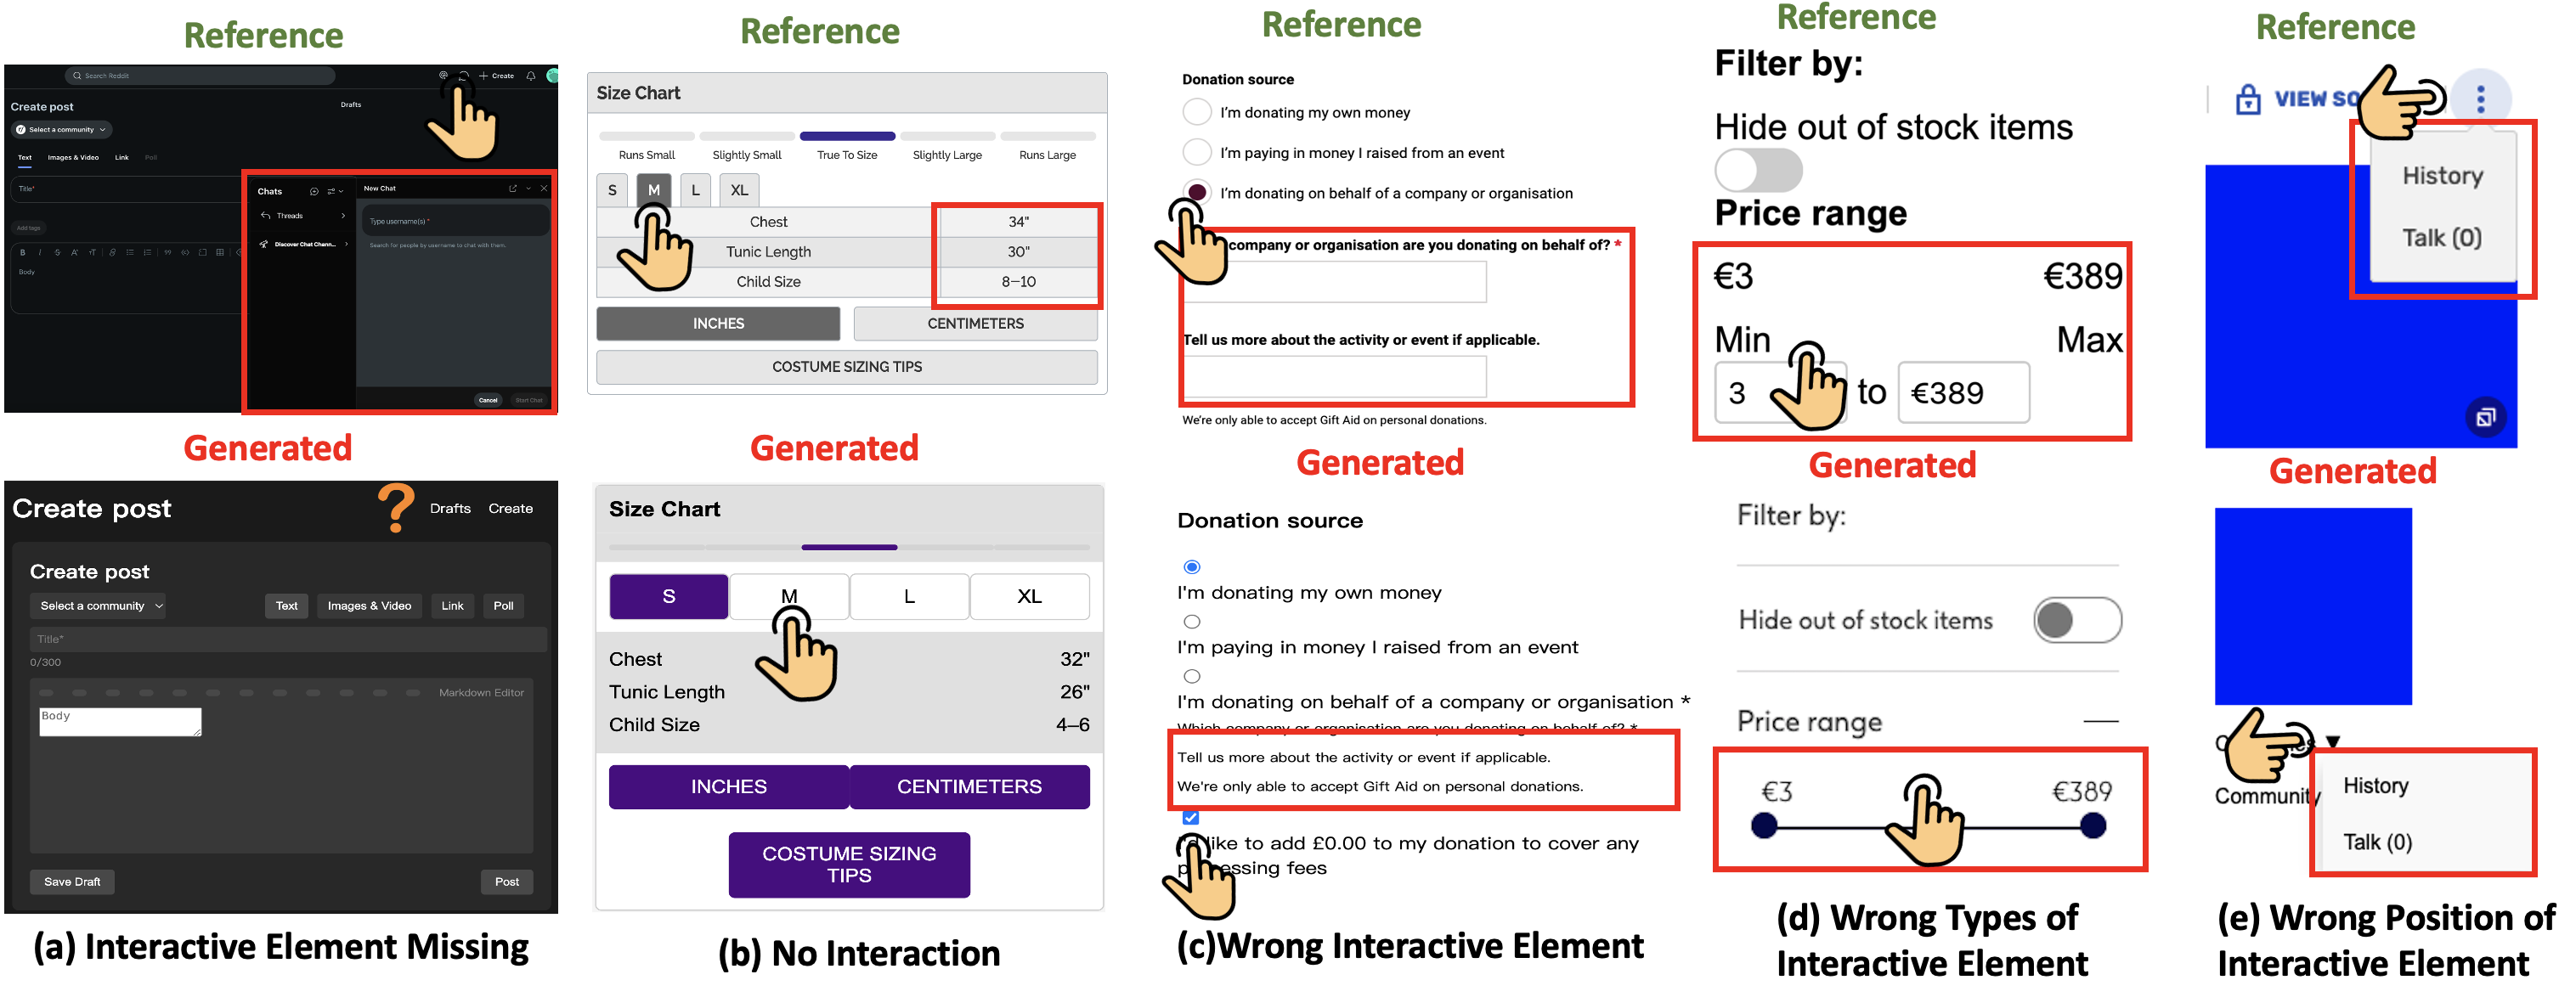 Reference
Search Reddit
Create
Create post
Drafts
Select a community
Text Images & Video Link Poll
Title*
Add tags
Body
Chats
Threads
Discover Chat Chann...
New Chat
Type username(s) *
Search for people by username to chat with them.
Cancel Start Chat
Generated
Create post Drafts Create
Create post
Select a community Text Images & Video Link Poll
Title*
0/300
Markdown Editor
Body
Save Draft Post
(a) Interactive Element Missing
Reference
Size Chart
Runs Small Slightly Small True To Size Slightly Large Runs Large
S M L XL
Chest 34"
Tunic Length 30"
Child Size 8–10
INCHES CENTIMETERS
COSTUME SIZING TIPS
Generated
Size Chart
S M L XL
Chest 32"
Tunic Length 26"
Child Size 4–6
INCHES CENTIMETERS
COSTUME SIZING
TIPS
(b) No Interaction
Reference
Donation source
I'm donating my own money
I'm paying in money I raised from an event
I'm donating on behalf of a company or organisation
company or organisation are you donating on behalf of? *
Tell us more about the activity or event if applicable.
We're only able to accept Gift Aid on personal donations.
Generated
Donation source
I'm donating my own money
I'm paying in money I raised from an event
I'm donating on behalf of a company or organisation *
Which company or organisation are you donating on behalf of? *
Tell us more about the activity or event if applicable.
We're only able to accept Gift Aid on personal donations.
I'd like to add £0.00 to my donation to cover any
processing fees
(c)Wrong Interactive Element
Reference
Filter by:
Hide out of stock items
Price range
€3 €389
Min Max
3 to €389
Generated
Filter by:
Hide out of stock items
Price range
€3 €389
(d) Wrong Types of
Interactive Element
Reference
VIEW SO
History
Talk (0)
Generated
Community
History
Talk (0)
(e) Wrong Position of
Interactive Element